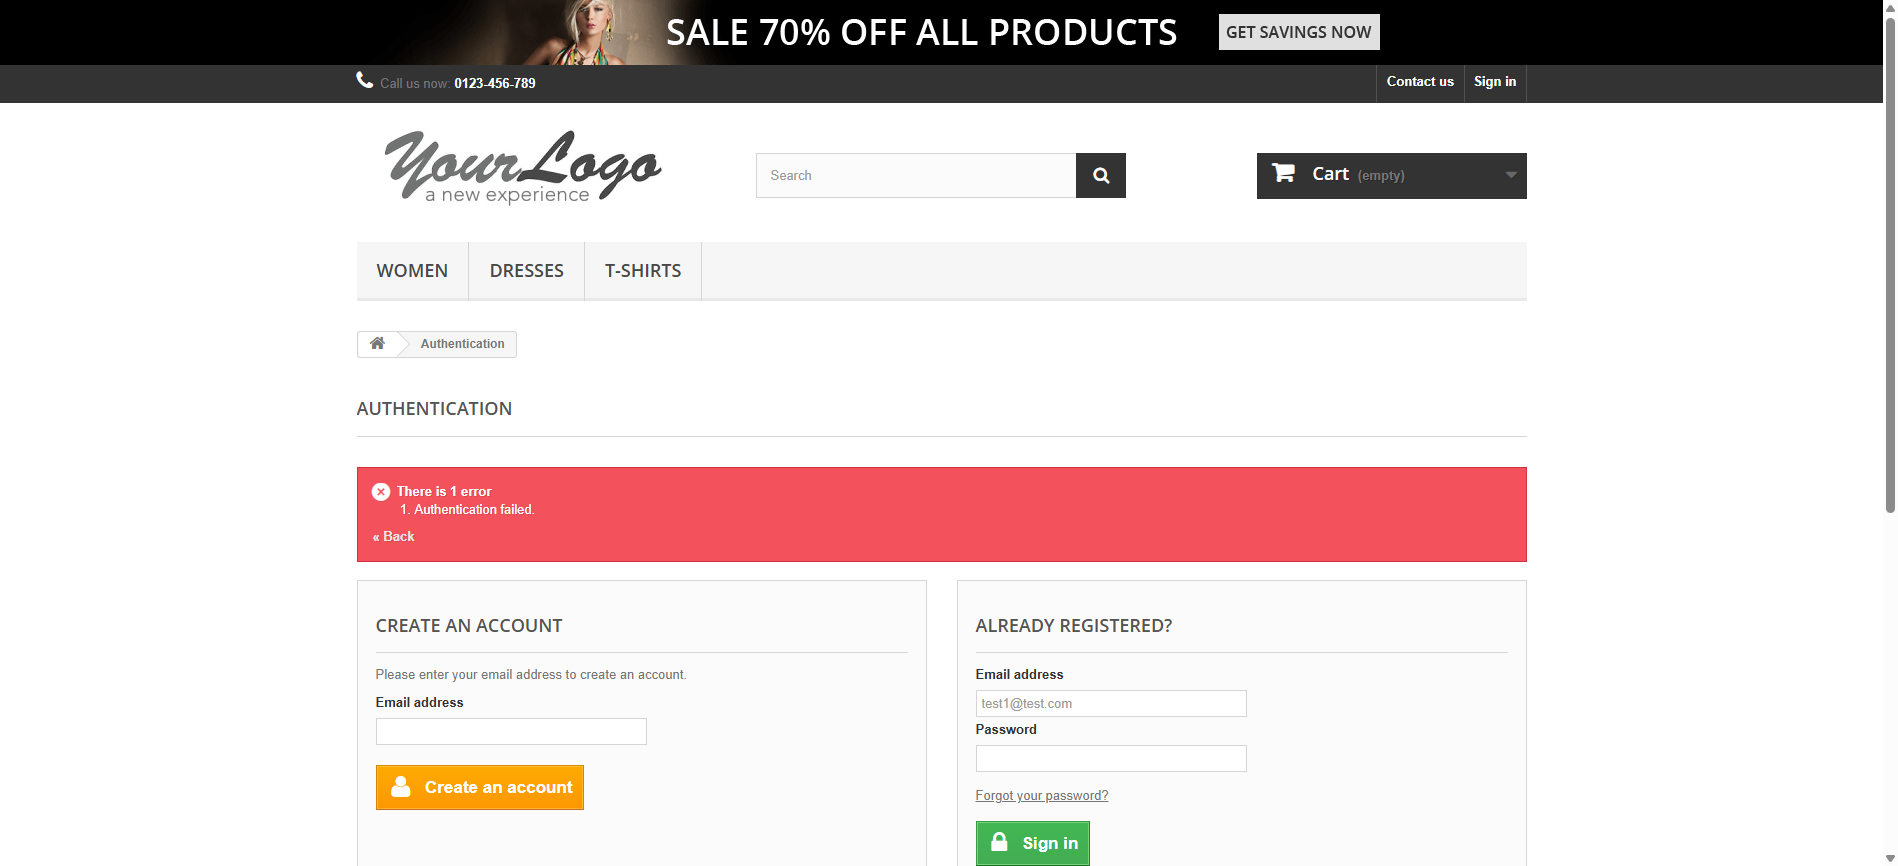 SALE 70% OFF ALL PRODUCTS GET SAVINGS NOW
Call us now: 0123-456-789 Contact us Sign in
YourLogo
a new experience
Search
Cart (empty)
WOMEN DRESSES T-SHIRTS
Authentication
AUTHENTICATION
There is 1 error
1. Authentication failed.
« Back
CREATE AN ACCOUNT
Please enter your email address to create an account.
Email address
Create an account
ALREADY REGISTERED?
Email address
test1@test.com
Password
Forgot your password?
Sign in